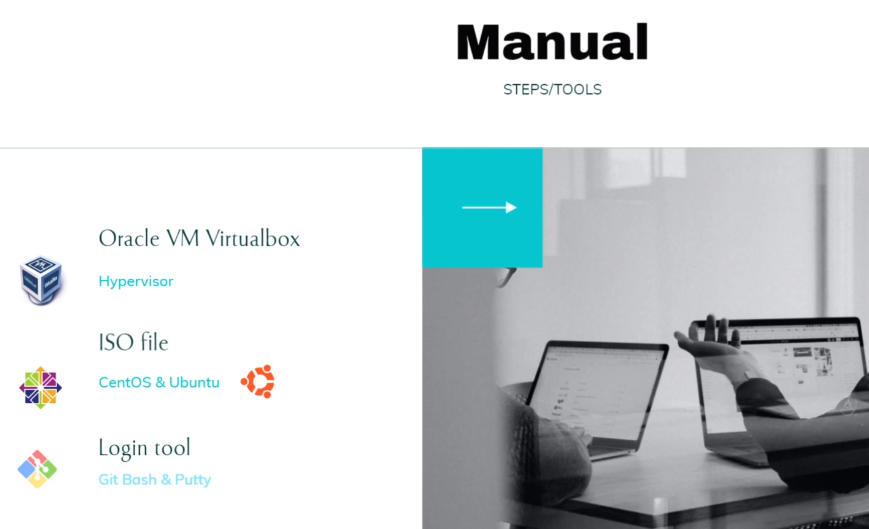 Manual
STEPS/TOOLS
Oracle VM Virtualbox
Hypervisor
ISO file
CentOS & Ubuntu
Login tool
Git Bash & Putty